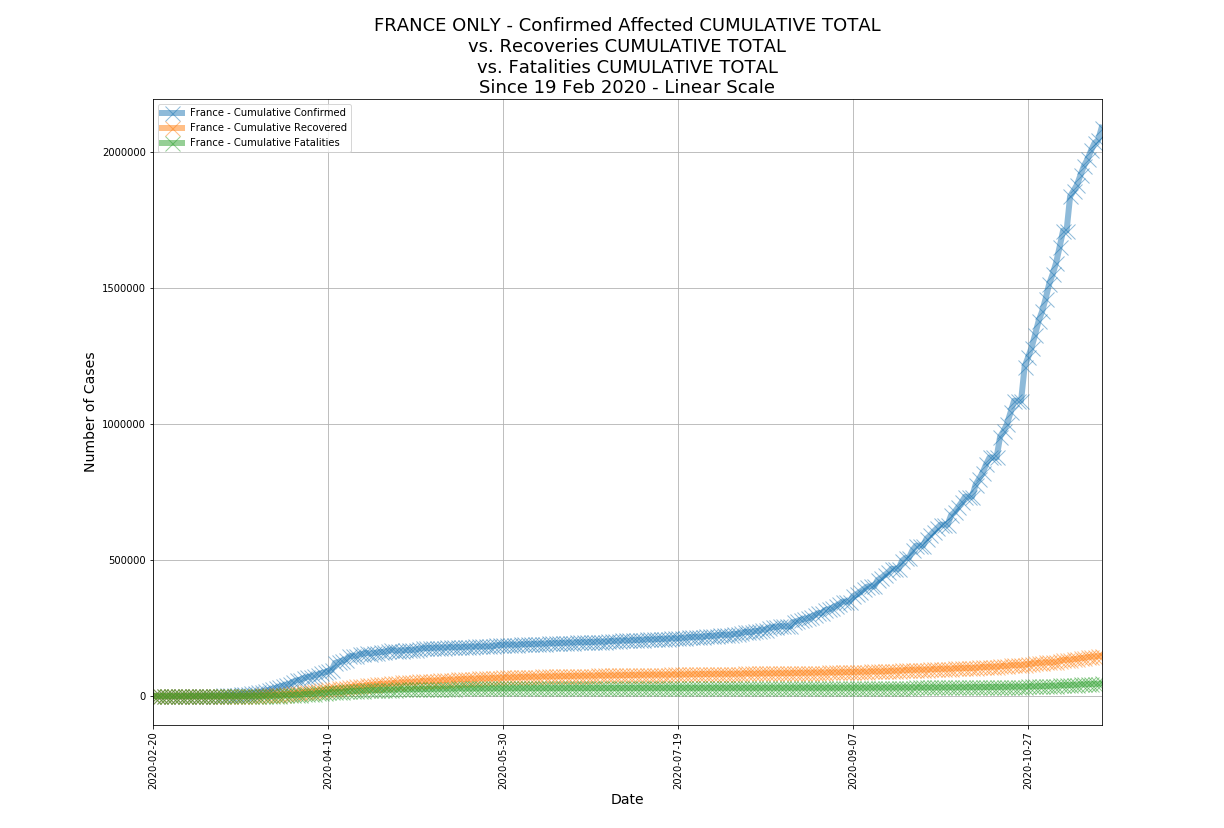 FRANCE ONLY - Confirmed Affected CUMULATIVE TOTAL
vs. Recoveries CUMULATIVE TOTAL
vs. Fatalities CUMULATIVE TOTAL
Since 19 Feb 2020 - Linear Scale
France - Cumulative Confirmed
France - Cumulative Recovered
France - Cumulative Fatalities
Number of Cases
2000000
1500000
1000000
500000
0
2020-02-20
2020-04-10
2020-05-30
2020-07-19
2020-09-07
2020-10-27
Date